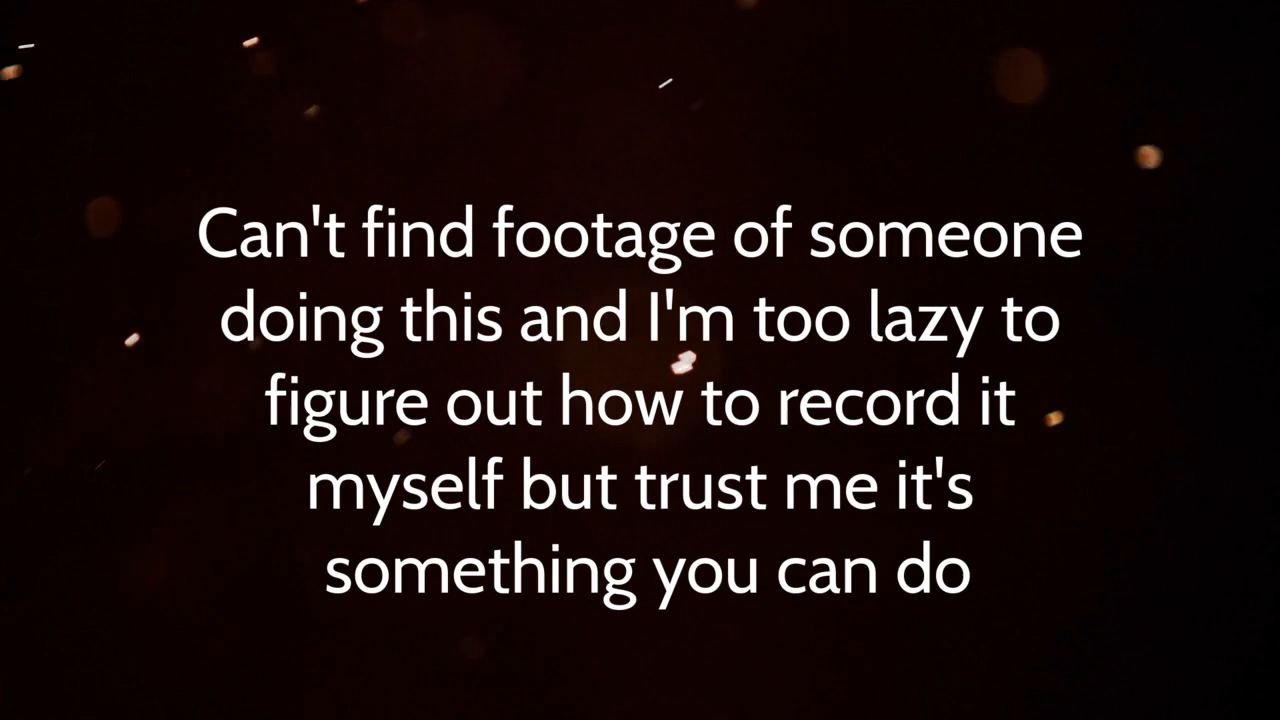 Can't find footage of someone
doing this and I'm too lazy to
figure out how to record it
myself but trust me it's
something you can do